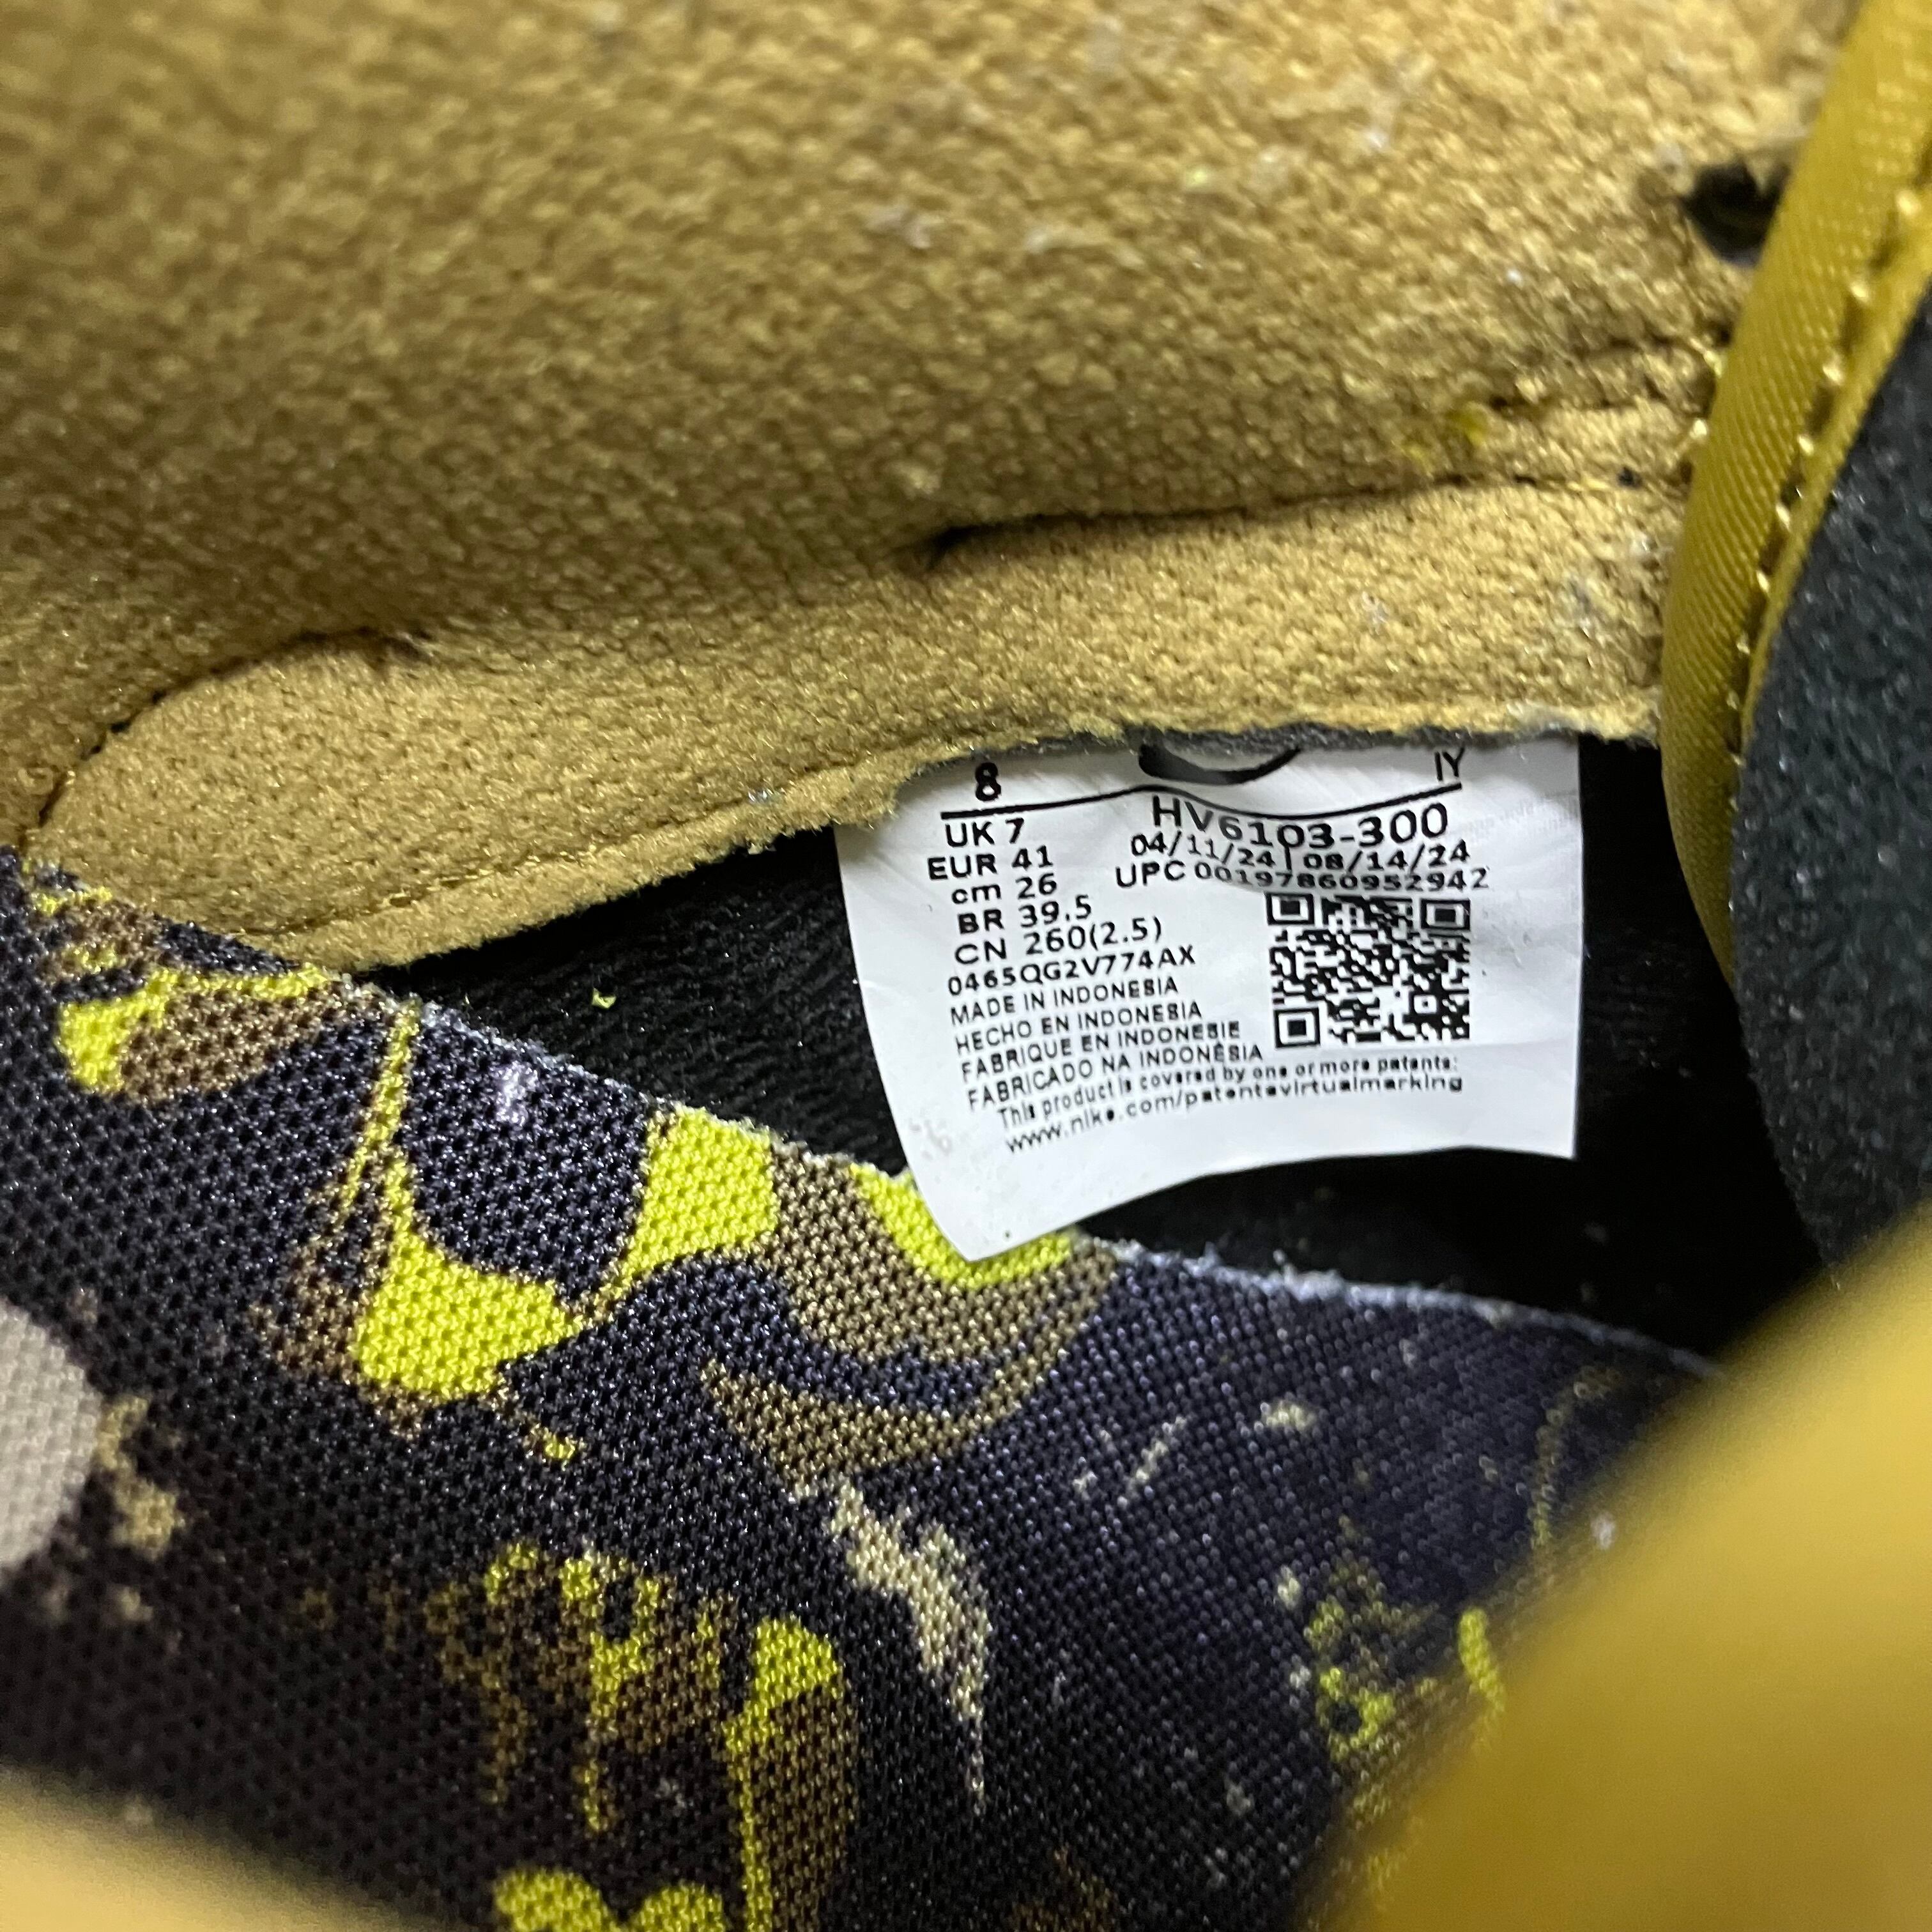 8 IY
UK 7 HV6103-300
EUR 41 04/11/24 | 08/14/24
cm 26 UPC 00197860952942
BR 39.5
CN 260(2.5)
0465QG2V774AX
MADE IN INDONESIA
HECHO EN INDONESIA
FABRIQUE EN INDONESIE
FABRICADO NA INDONÉSIA
This product is covered by one or more patents:
www.nike.com/patentsvirtualmarking